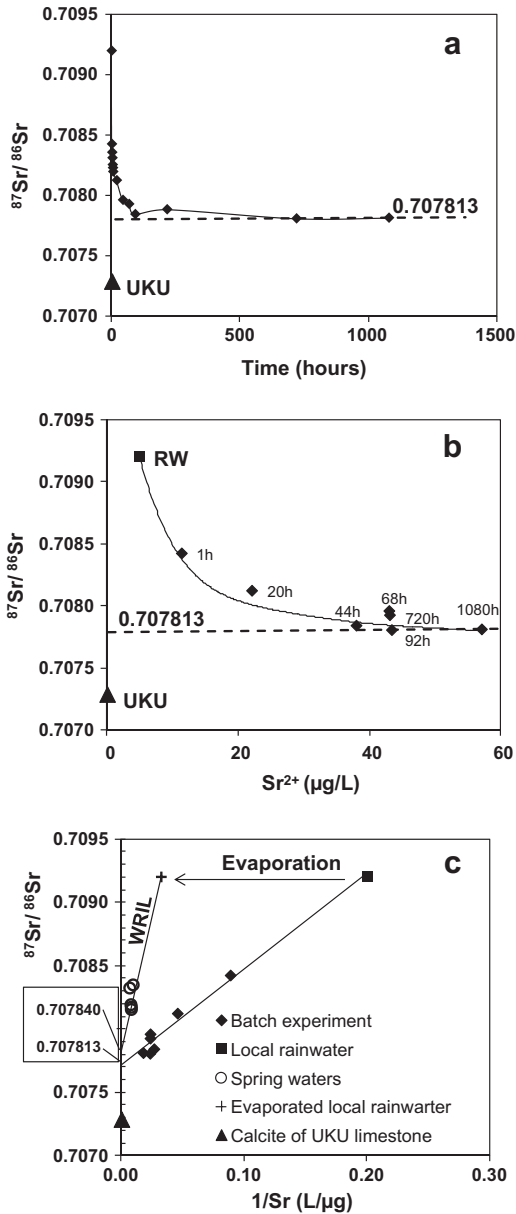 a
0.7095
0.7090
0.7085
0.7080
0.7075
0.7070
87Sr/ 86Sr
0.707813
UKU
0 500 1000 1500
Time (hours)
b
0.7095
0.7090
0.7085
0.7080
0.7075
0.7070
87Sr/ 86Sr
RW
1h
20h
44h
68h
720h
92h
1080h
0.707813
UKU
0 20 40 60
Sr2+ (µg/L)
c
0.7095
0.7090
0.7085
0.707840
0.707813
0.7075
0.7070
87Sr/ 86Sr
Evaporation
WRIL
Batch experiment
Local rainwater
Spring waters
Evaporated local rainwarter
Calcite of UKU limestone
0.00 0.10 0.20 0.30
1/Sr (L/µg)